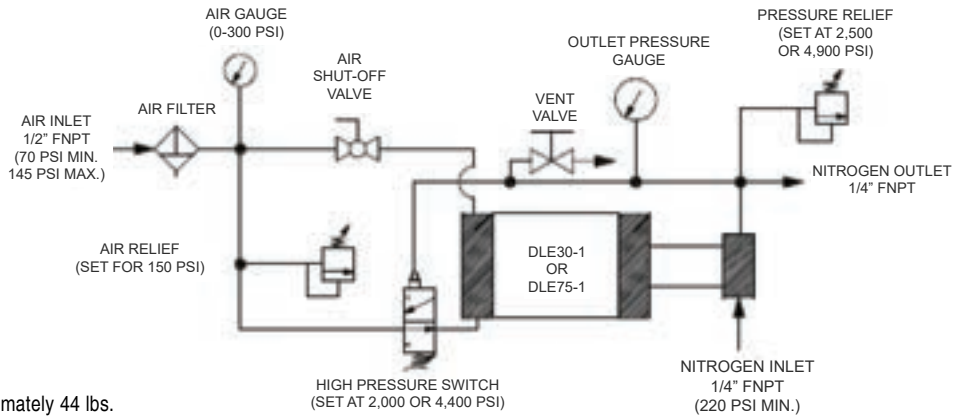 AIR GAUGE
(0-300 PSI)
PRESSURE RELIEF
(SET AT 2,500
OR 4,900 PSI)
OUTLET PRESSURE
GAUGE
AIR
SHUT-OFF
VALVE
VENT
VALVE
AIR FILTER
AIR INLET
1/2" FNPT
(70 PSI MIN.
145 PSI MAX.)
NITROGEN OUTLET
1/4" FNPT
AIR RELIEF
(SET FOR 150 PSI)
DLE30-1
OR
DLE75-1
HIGH PRESSURE SWITCH
(SET AT 2,000 OR 4,400 PSI)
NITROGEN INLET
1/4" FNPT
(220 PSI MIN.)
mately 44 lbs.